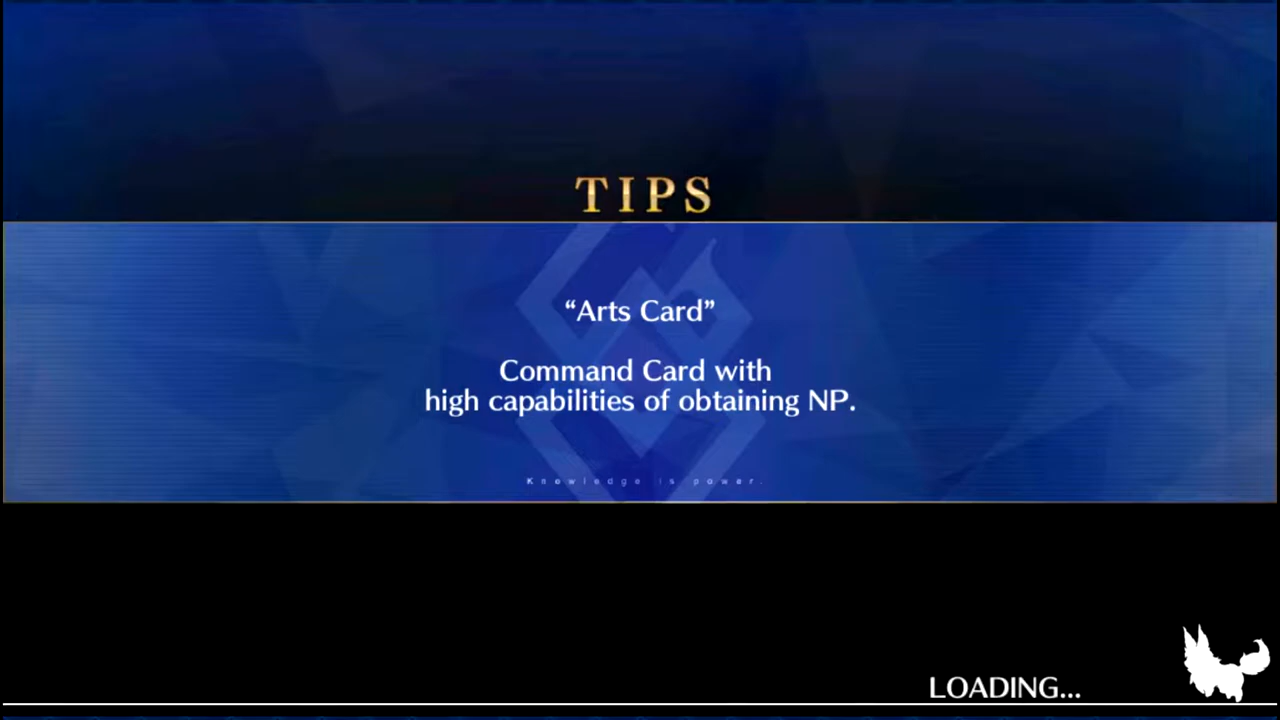 TIPS
“Arts Card”
Command Card with
high capabilities of obtaining NP.
Knowledge is power.
LOADING...